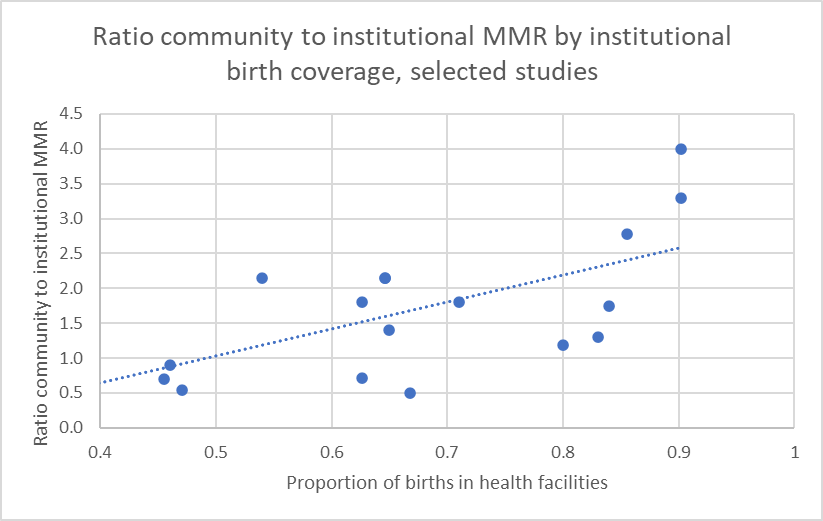 Ratio community to institutional MMR by institutional
birth coverage, selected studies
Ratio community to institutional MMR
4.5
4.0
3.5
3.0
2.5
2.0
1.5
1.0
0.5
0.0
0.4 0.5 0.6 0.7 0.8 0.9 1
Proportion of births in health facilities